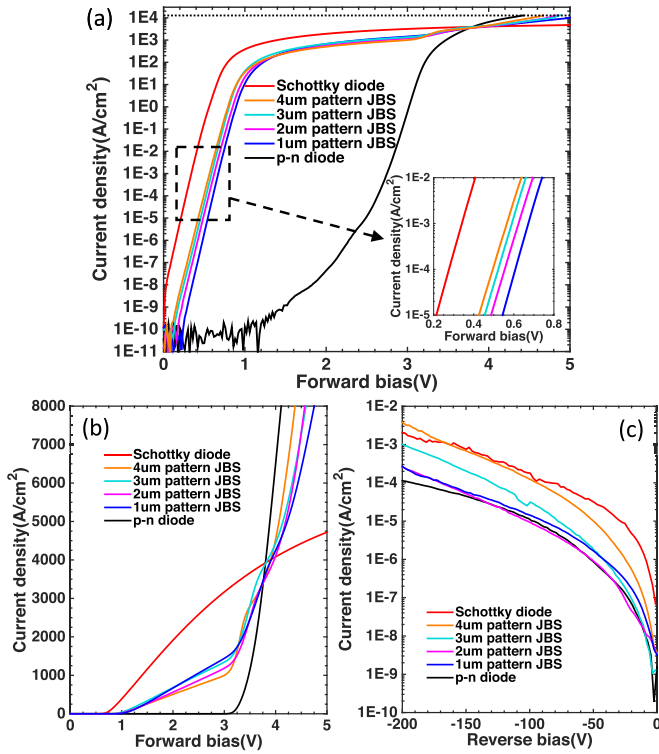 (a)
Current density(A/cm²)
1E4
1E3
1E2
1E1
1E0
1E-1
1E-2
1E-3
1E-4
1E-5
1E-6
1E-7
1E-8
1E-9
1E-10
1E-11
0 1 2 3 4 5
Forward bias(V)
Schottky diode
4um pattern JBS
3um pattern JBS
2um pattern JBS
1um pattern JBS
p-n diode
Current density(A/cm²)
1E-2
1E-3
1E-4
1E-5
0.2 0.4 0.6 0.8
Forward bias(V)
(b)
Current density(A/cm²)
8000
7000
6000
5000
4000
3000
2000
1000
0
0 1 2 3 4 5
Forward bias(V)
Schottky diode
4um pattern JBS
3um pattern JBS
2um pattern JBS
1um pattern JBS
p-n diode
(c)
Current density(A/cm²)
1E-2
1E-3
1E-4
1E-5
1E-6
1E-7
1E-8
1E-9
1E-10
-200 -150 -100 -50 0
Reverse bias(V)
Schottky diode
4um pattern JBS
3um pattern JBS
2um pattern JBS
1um pattern JBS
p-n diode